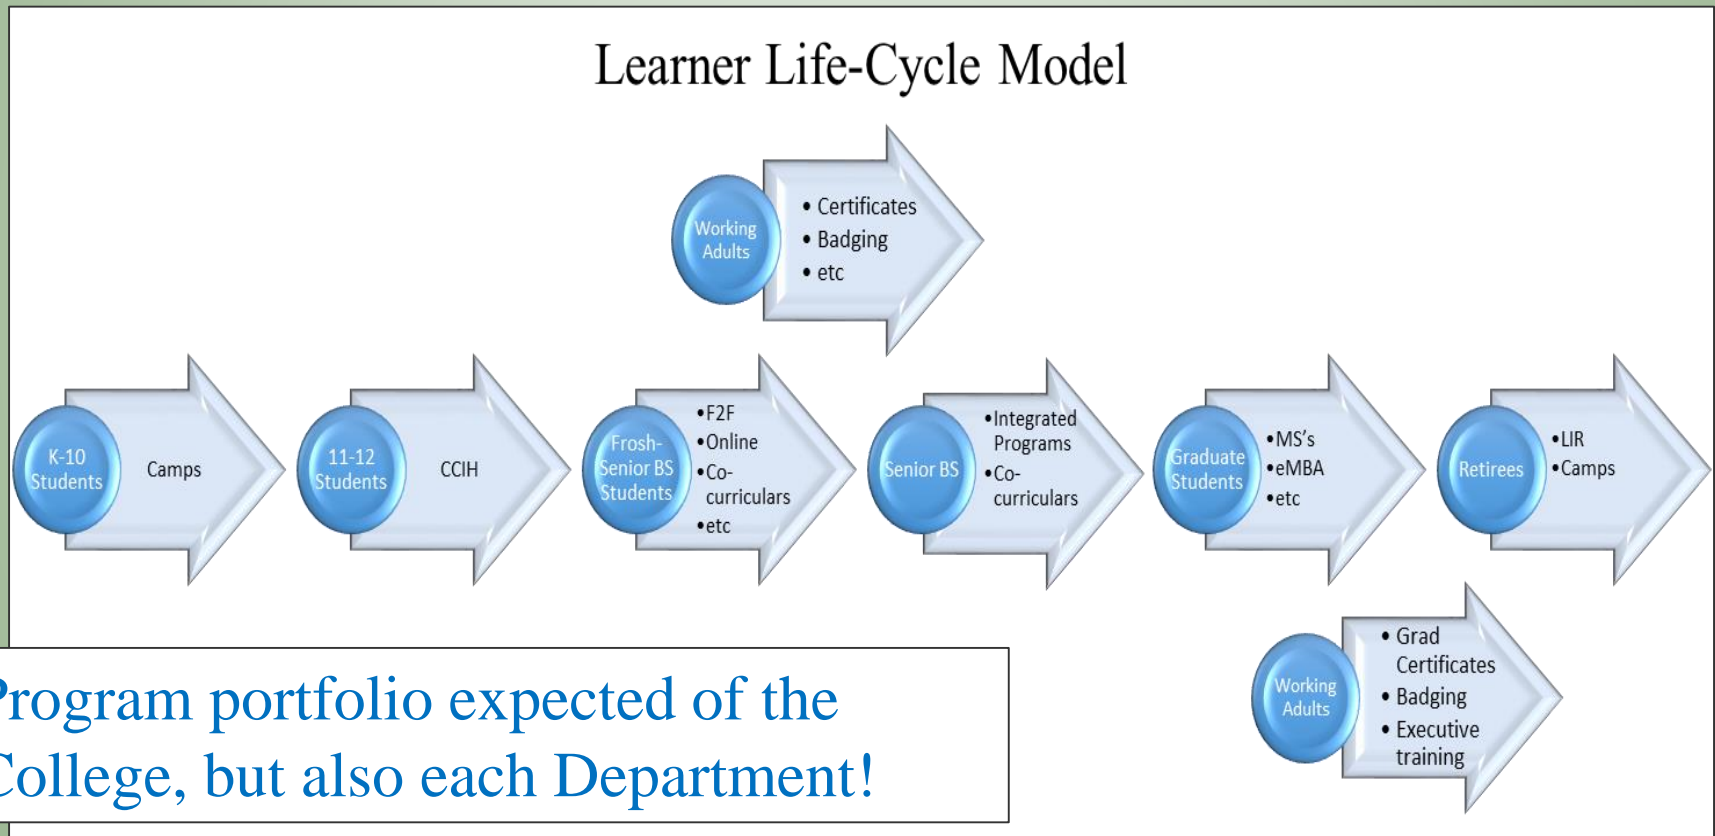 Learner Life-Cycle Model
Working
Adults
• Certificates
• Badging
• etc
K-10
Students
Camps
11-12
Students
CCIH
Frosh-
Senior BS
Students
•F2F
•Online
•Co-
curriculars
•etc
Senior BS
•Integrated
Programs
•Co-
curriculars
Graduate
Students
•MS's
•eMBA
•etc
Retirees
•LIR
•Camps
Working
Adults
• Grad
Certificates
• Badging
• Executive
training
Program portfolio expected of the
College, but also each Department!